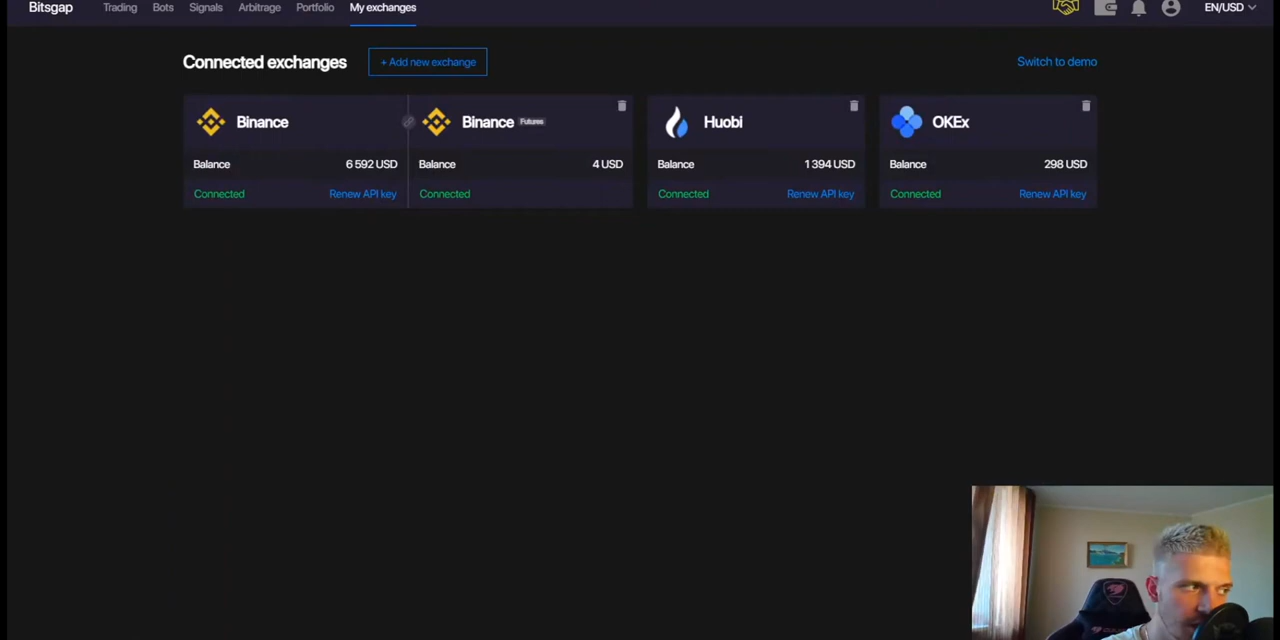 Bitsgap Trading Bots Signals Arbitrage Portfolio My exchanges EN/USD
Connected exchanges + Add new exchange Switch to demo
Binance Binance Futures Huobi OKEx
Balance 6 592 USD Balance 4 USD Balance 1 394 USD Balance 298 USD
Connected Renew API key Connected Connected Renew API key Connected Renew API key